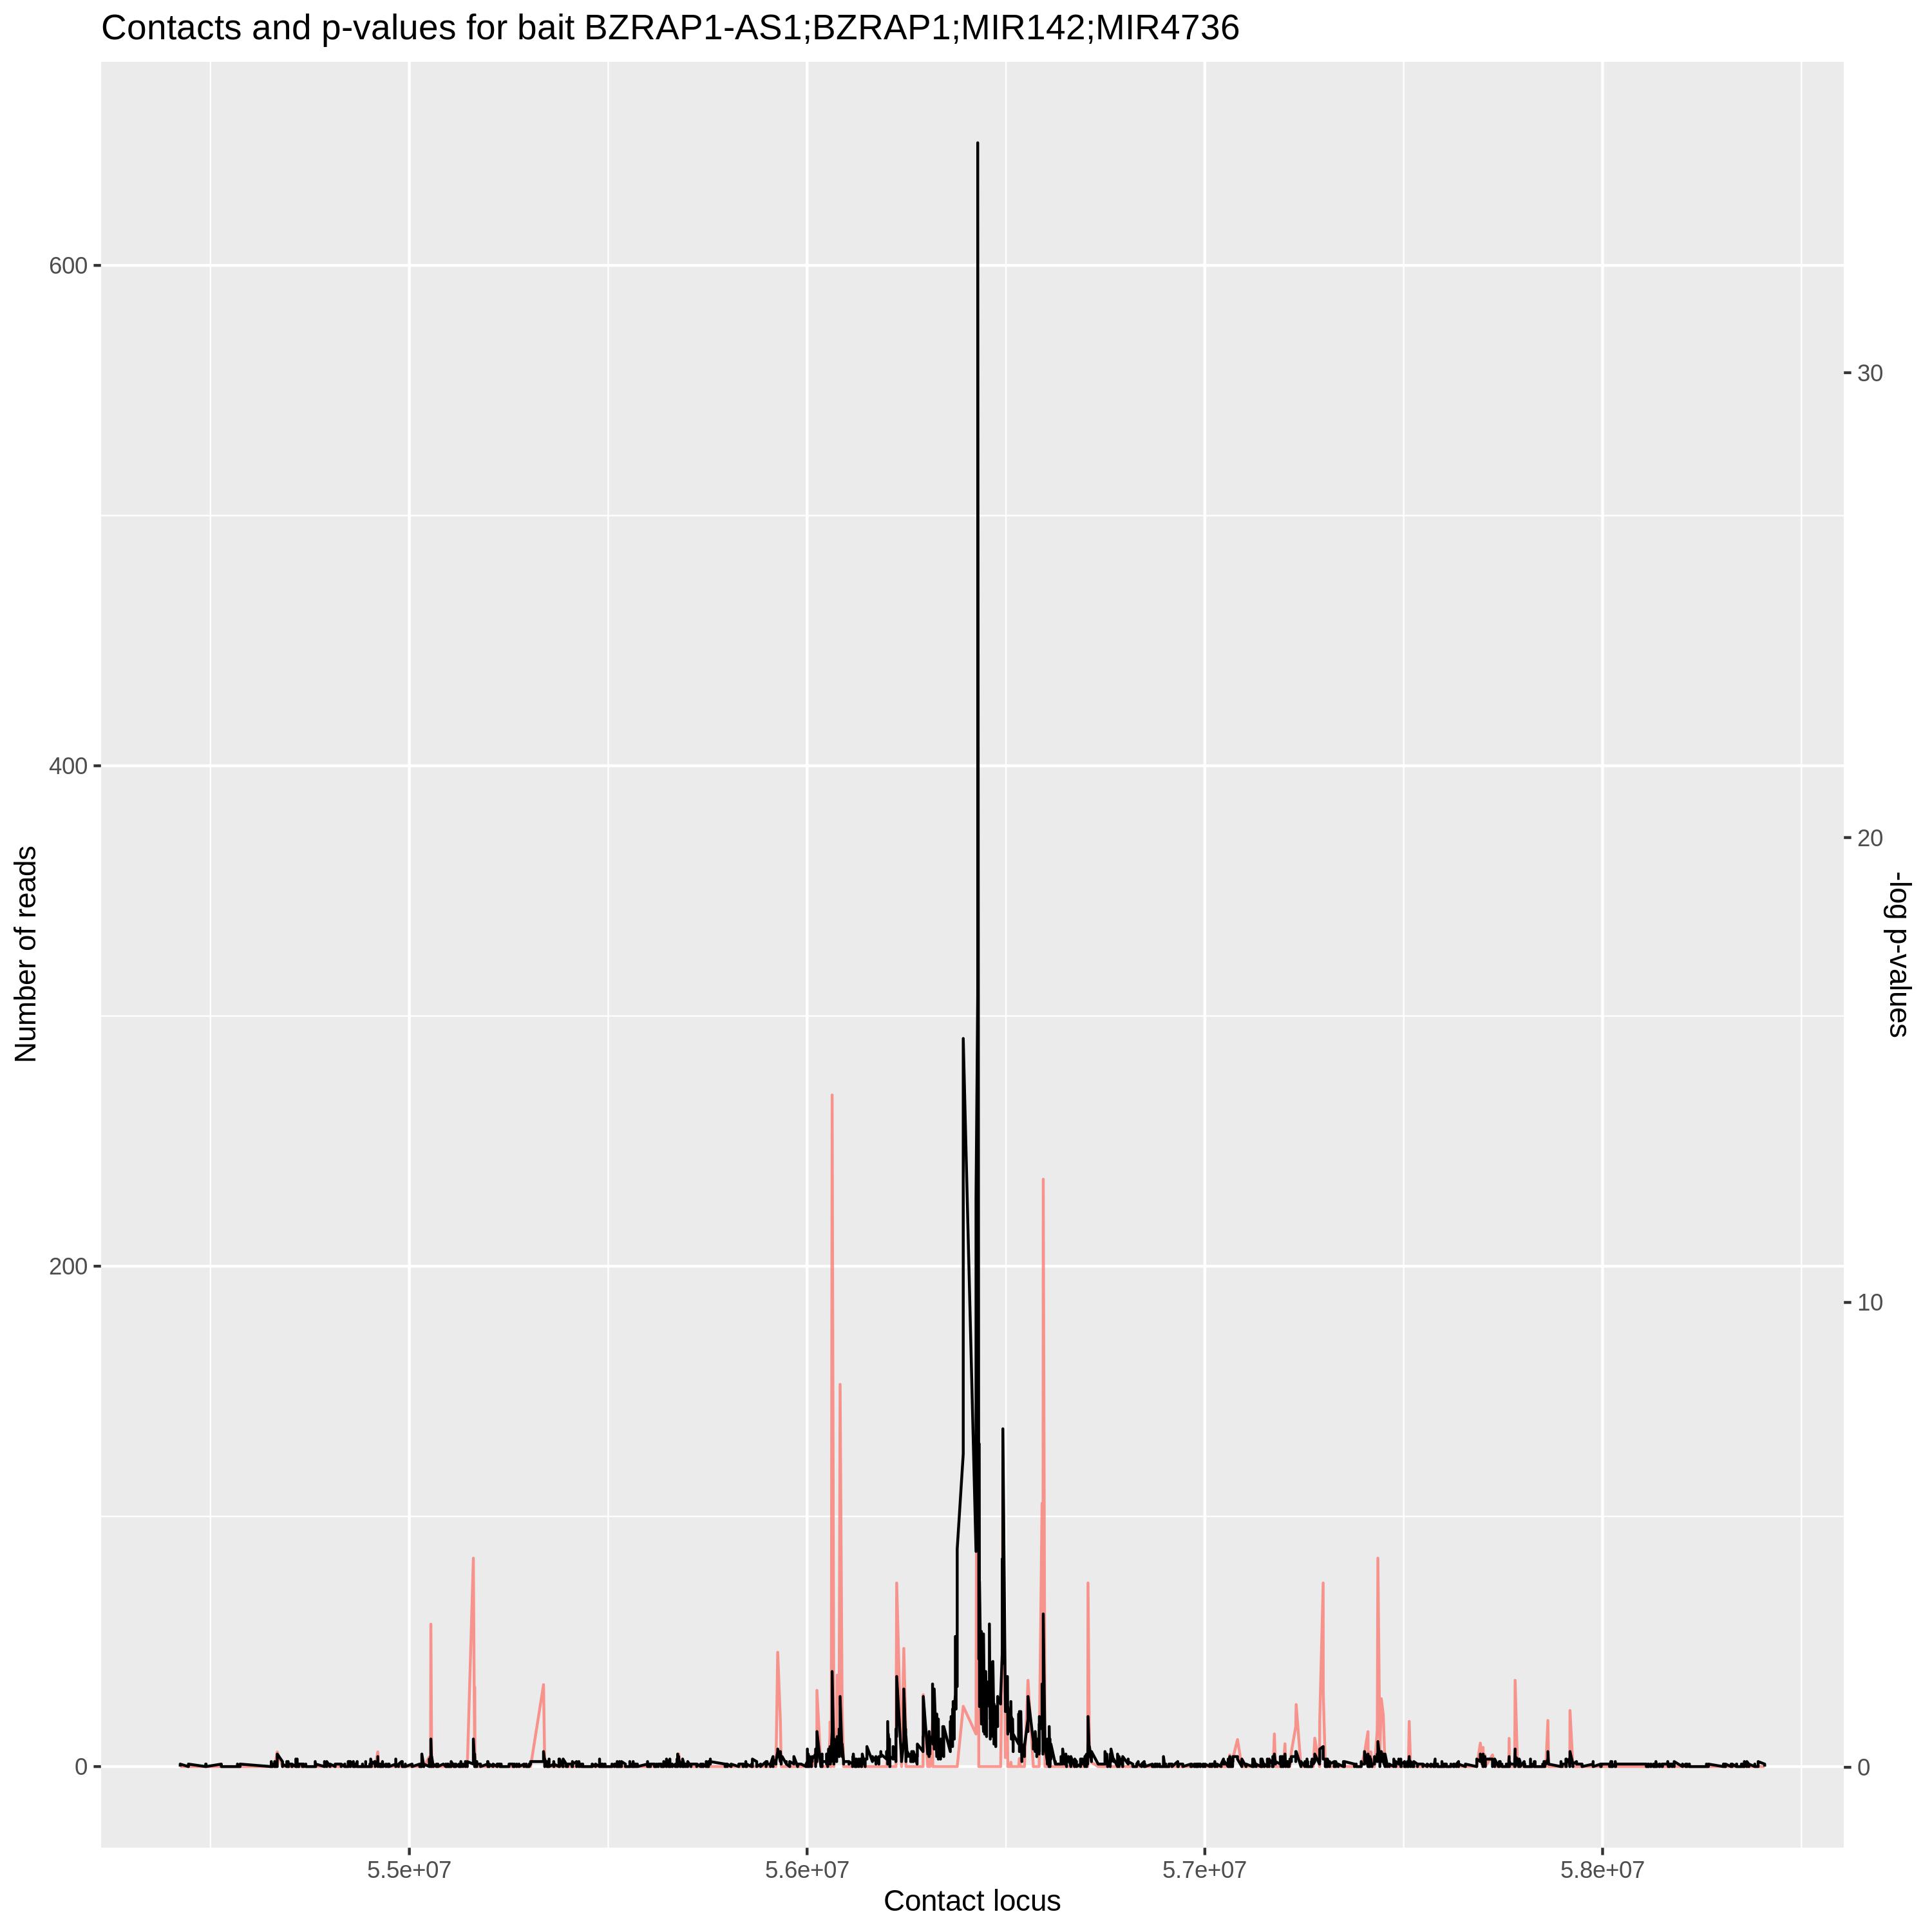 Contacts and p-values for bait BZRAP1-AS1;BZRAP1;MIR142;MIR4736
600
400
200
0
Number of reads
30
20
10
0
-log p-values
5.5e+07
5.6e+07
5.7e+07
5.8e+07
Contact locus